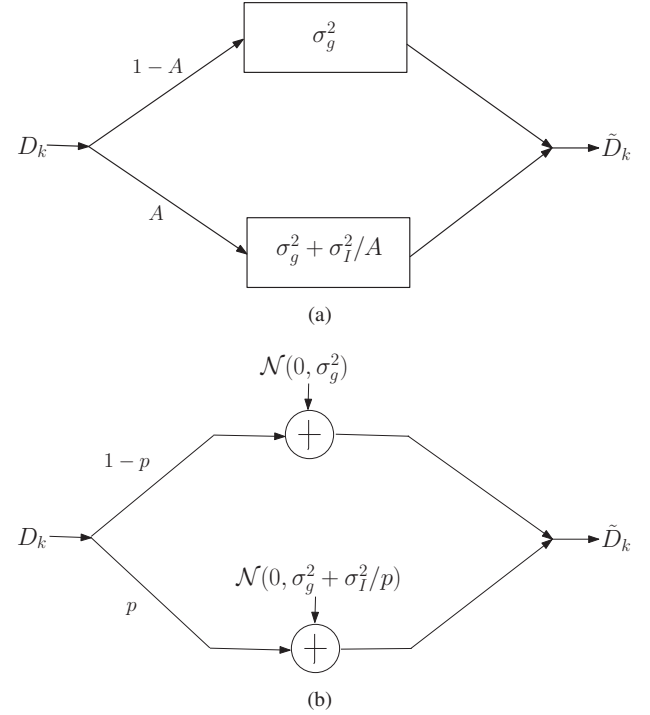 σ_g^2
1 − A
D_k
D̃_k
A
σ_g^2 + σ_I^2/A
(a)
𝒩(0, σ_g^2)
1 − p
D_k
D̃_k
𝒩(0, σ_g^2 + σ_I^2/p)
p
(b)